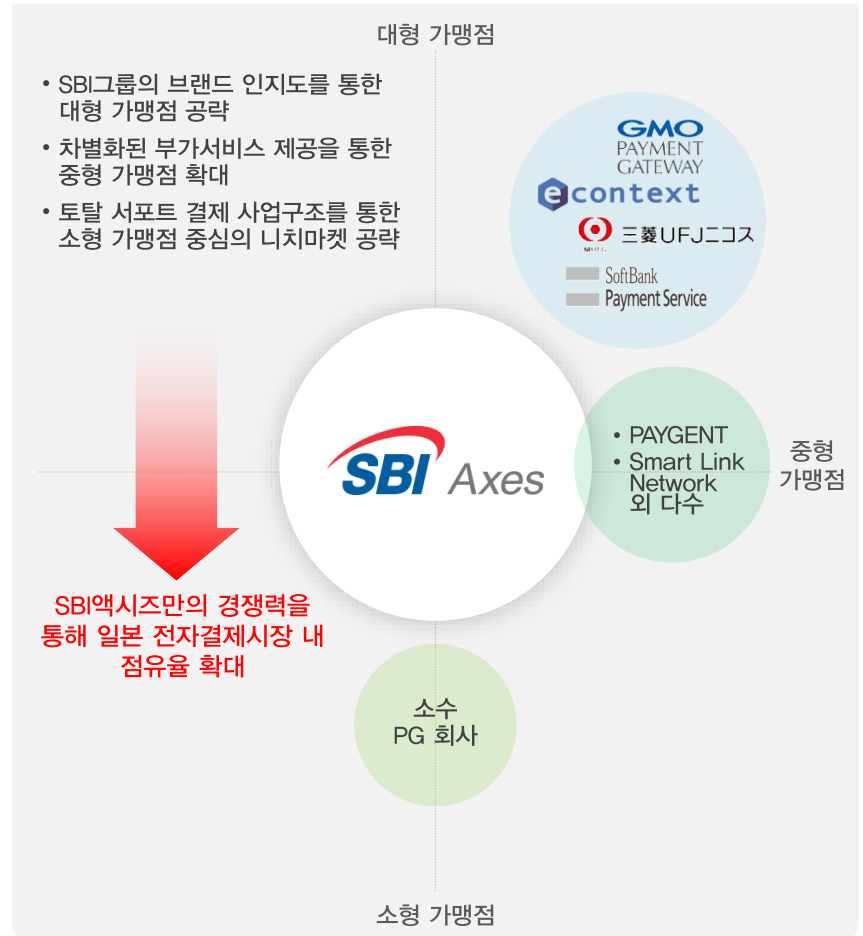 대형 가맹점
• SBI그룹의 브랜드 인지도를 통한
대형 가맹점 공략
• 차별화된 부가서비스 제공을 통한
중형 가맹점 확대
• 토탈 서포트 결제 사업구조를 통한
소형 가맹점 중심의 니치마켓 공략
GMO
PAYMENT
GATEWAY
econtext
MUFG
三菱UFJニコス
SoftBank
Payment Service
SBI Axes
• PAYGENT
• Smart Link
Network
외 다수
중형
가맹점
SBI액시즈만의 경쟁력을
통해 일본 전자결제시장 내
점유율 확대
소수
PG 회사
소형 가맹점